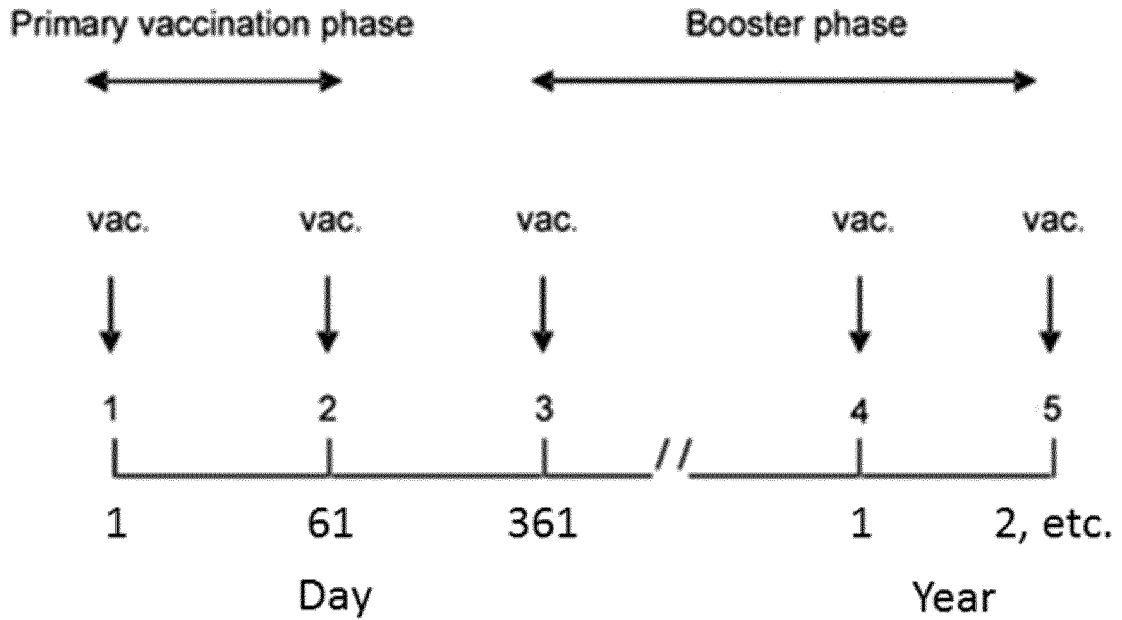 Primary vaccination phase Booster phase
vac. vac. vac. vac. vac.
1 2 3 4 5
//
1 61 361 1 2, etc.
Day Year